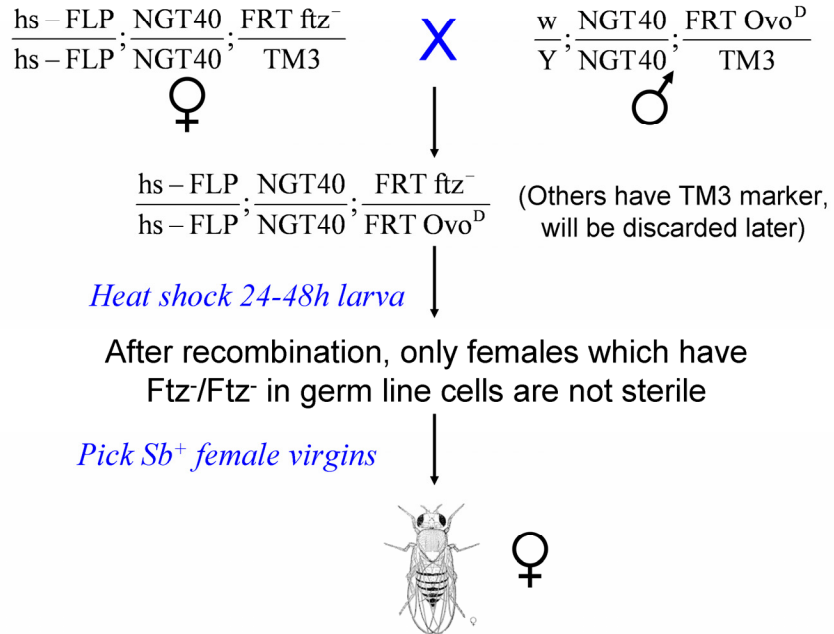 hs – FLP / hs – FLP ; NGT40 / NGT40 ; FRT ftz⁻ / TM3 X w / Y ; NGT40 / NGT40 ; FRT Ovoᴰ / TM3
♀ ♂
hs – FLP / hs – FLP ; NGT40 / NGT40 ; FRT ftz⁻ / FRT Ovoᴰ
(Others have TM3 marker,
will be discarded later)
Heat shock 24-48h larva
After recombination, only females which have
Ftz⁻/Ftz⁻ in germ line cells are not sterile
Pick Sb⁺ female virgins
♀